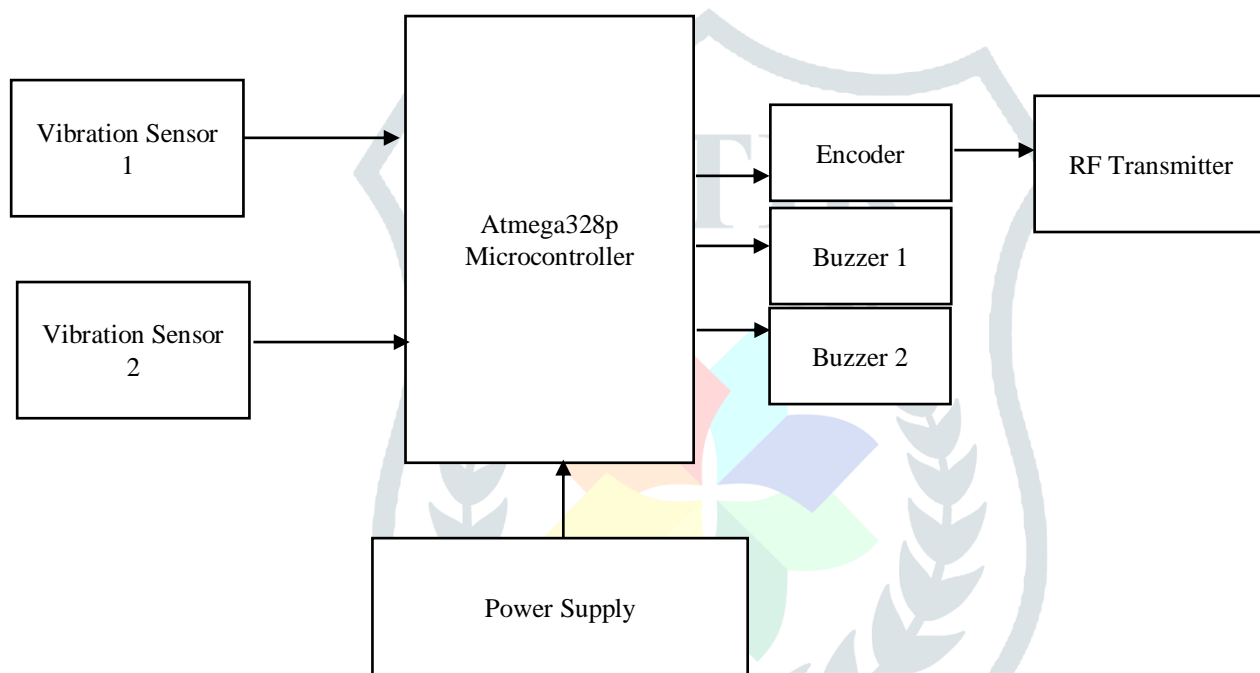 Vibration Sensor
1
Vibration Sensor
2
Atmega328p
Microcontroller
Encoder
Buzzer 1
Buzzer 2
RF Transmitter
Power Supply